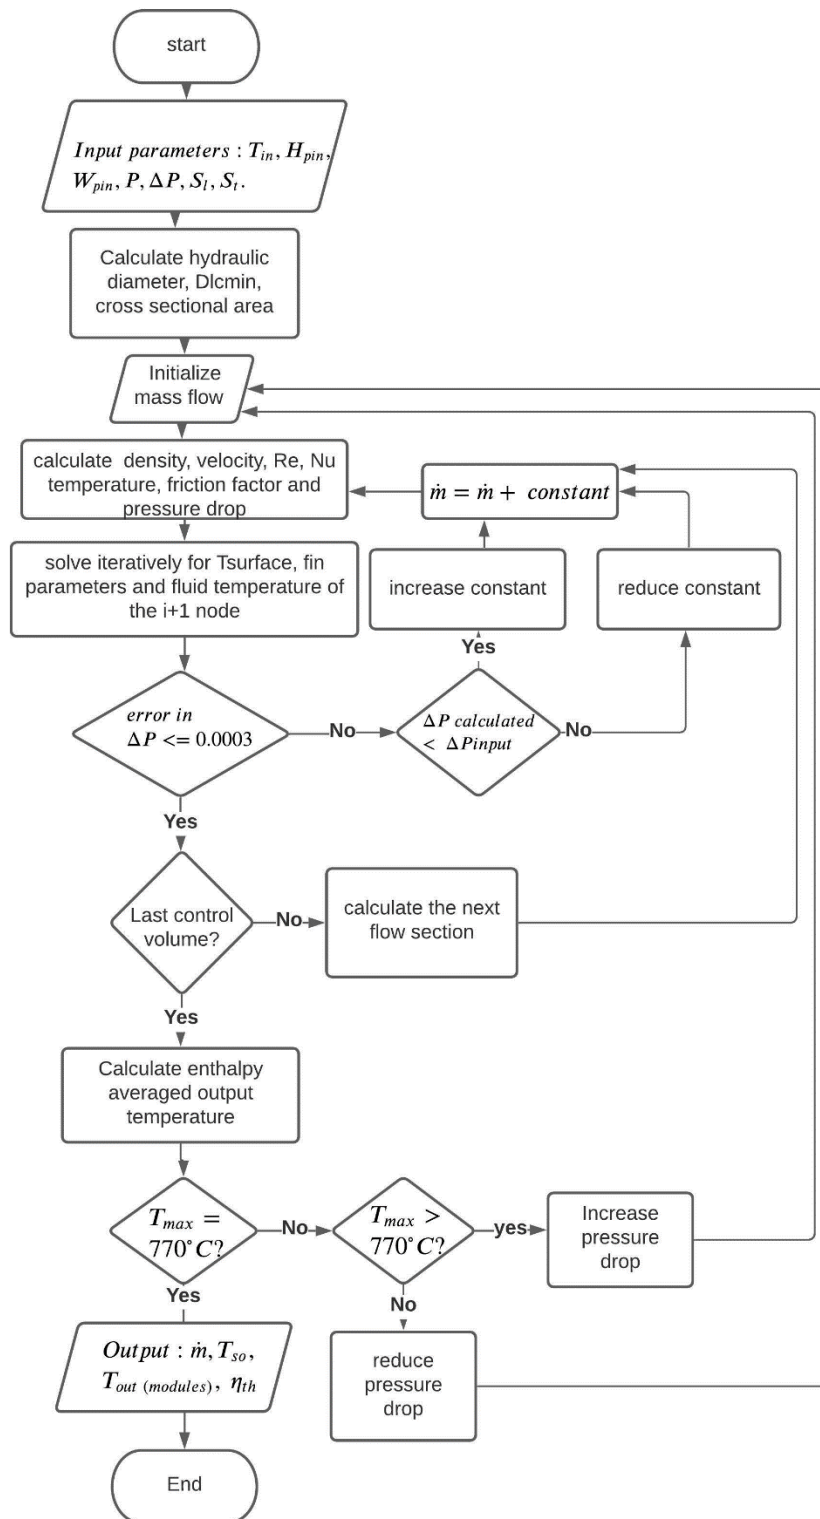 start
Input parameters : T_in, H_pin,
W_pin, P, ΔP, S_l, S_t.
Calculate hydraulic
diameter, Dlcmin,
cross sectional area
Initialize
mass flow
calculate density, velocity, Re, Nu
temperature, friction factor and
pressure drop
ṁ = ṁ + constant
solve iteratively for Tsurface, fin
parameters and fluid temperature of
the i+1 node
increase constant
reduce constant
Yes
error in
ΔP <= 0.0003
No
ΔP calculated
< ΔPinput
No
Yes
Last control
volume?
No
calculate the next
flow section
Yes
Calculate enthalpy
averaged output
temperature
T_max =
770°C?
No
T_max >
770°C?
yes
Increase
pressure
drop
Yes
No
Output : ṁ, T_so,
T_out (modules), η_th
reduce
pressure
drop
End